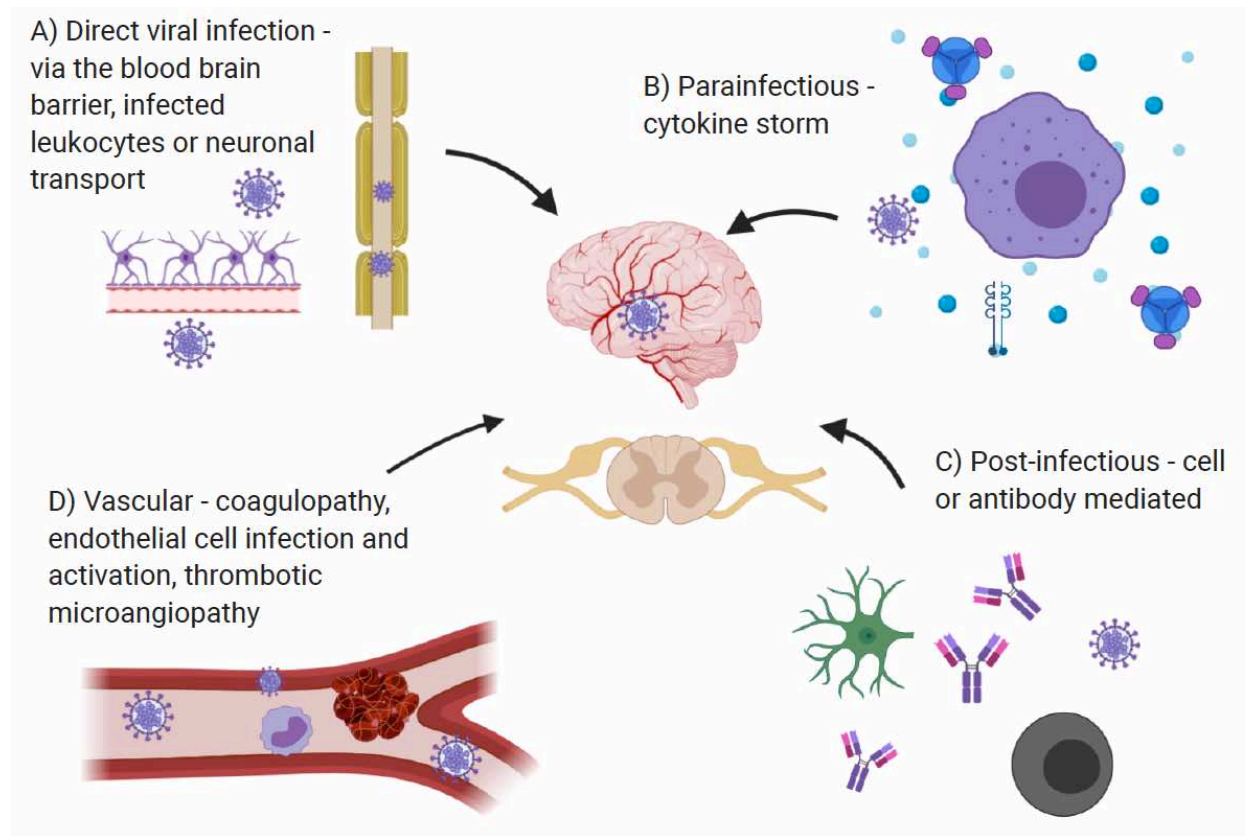 A) Direct viral infection -
via the blood brain
barrier, infected
leukocytes or neuronal
transport
B) Parainfectious -
cytokine storm
C) Post-infectious - cell
or antibody mediated
D) Vascular - coagulopathy,
endothelial cell infection and
activation, thrombotic
microangiopathy